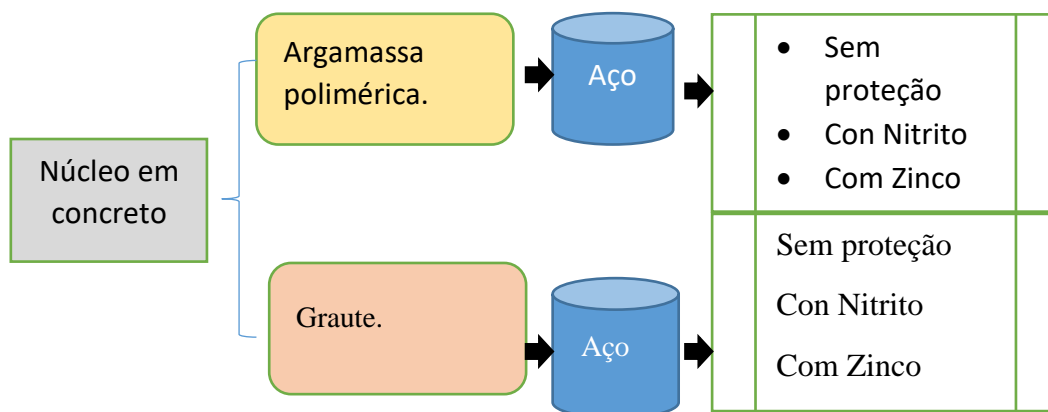 Núcleo em
concreto
Argamassa
polimérica.
Aço
• Sem
proteção
• Con Nitrito
• Com Zinco
Graute.
Aço
Sem proteção
Con Nitrito
Com Zinco